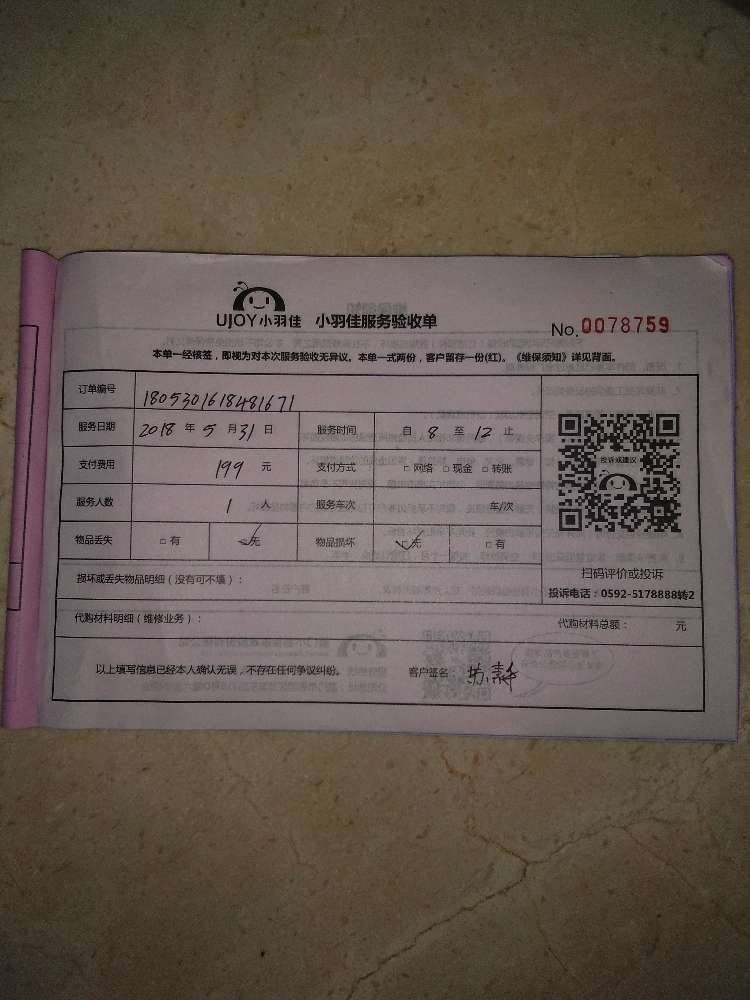 UJOY小羽佳 小羽佳服务验收单 No.0078759
本单一经核签，即视为对本次服务验收无异议。本单一式两份，客户留存一份(红)。《维保须知》详见背面。
订单编号 1805301618481671
服务日期 2018 年 5 月 31 日 服务时间 自 8 至 12 止
支付费用 199 元 支付方式 □ 网络 □ 现金 □ 转账
投诉或建议
服务人数 1 人 服务车次 车/次
物品丢失 □ 有 ✓无 物品损坏 ✓无 □ 有
扫码评价或投诉
损坏或丢失物品明细（没有可不填）：
投诉电话：0592-5178888转2
代购材料明细（维修业务）： 代购材料总额： 元
以上填写信息已经本人确认无误，不存在任何争议纠纷。 客户签名